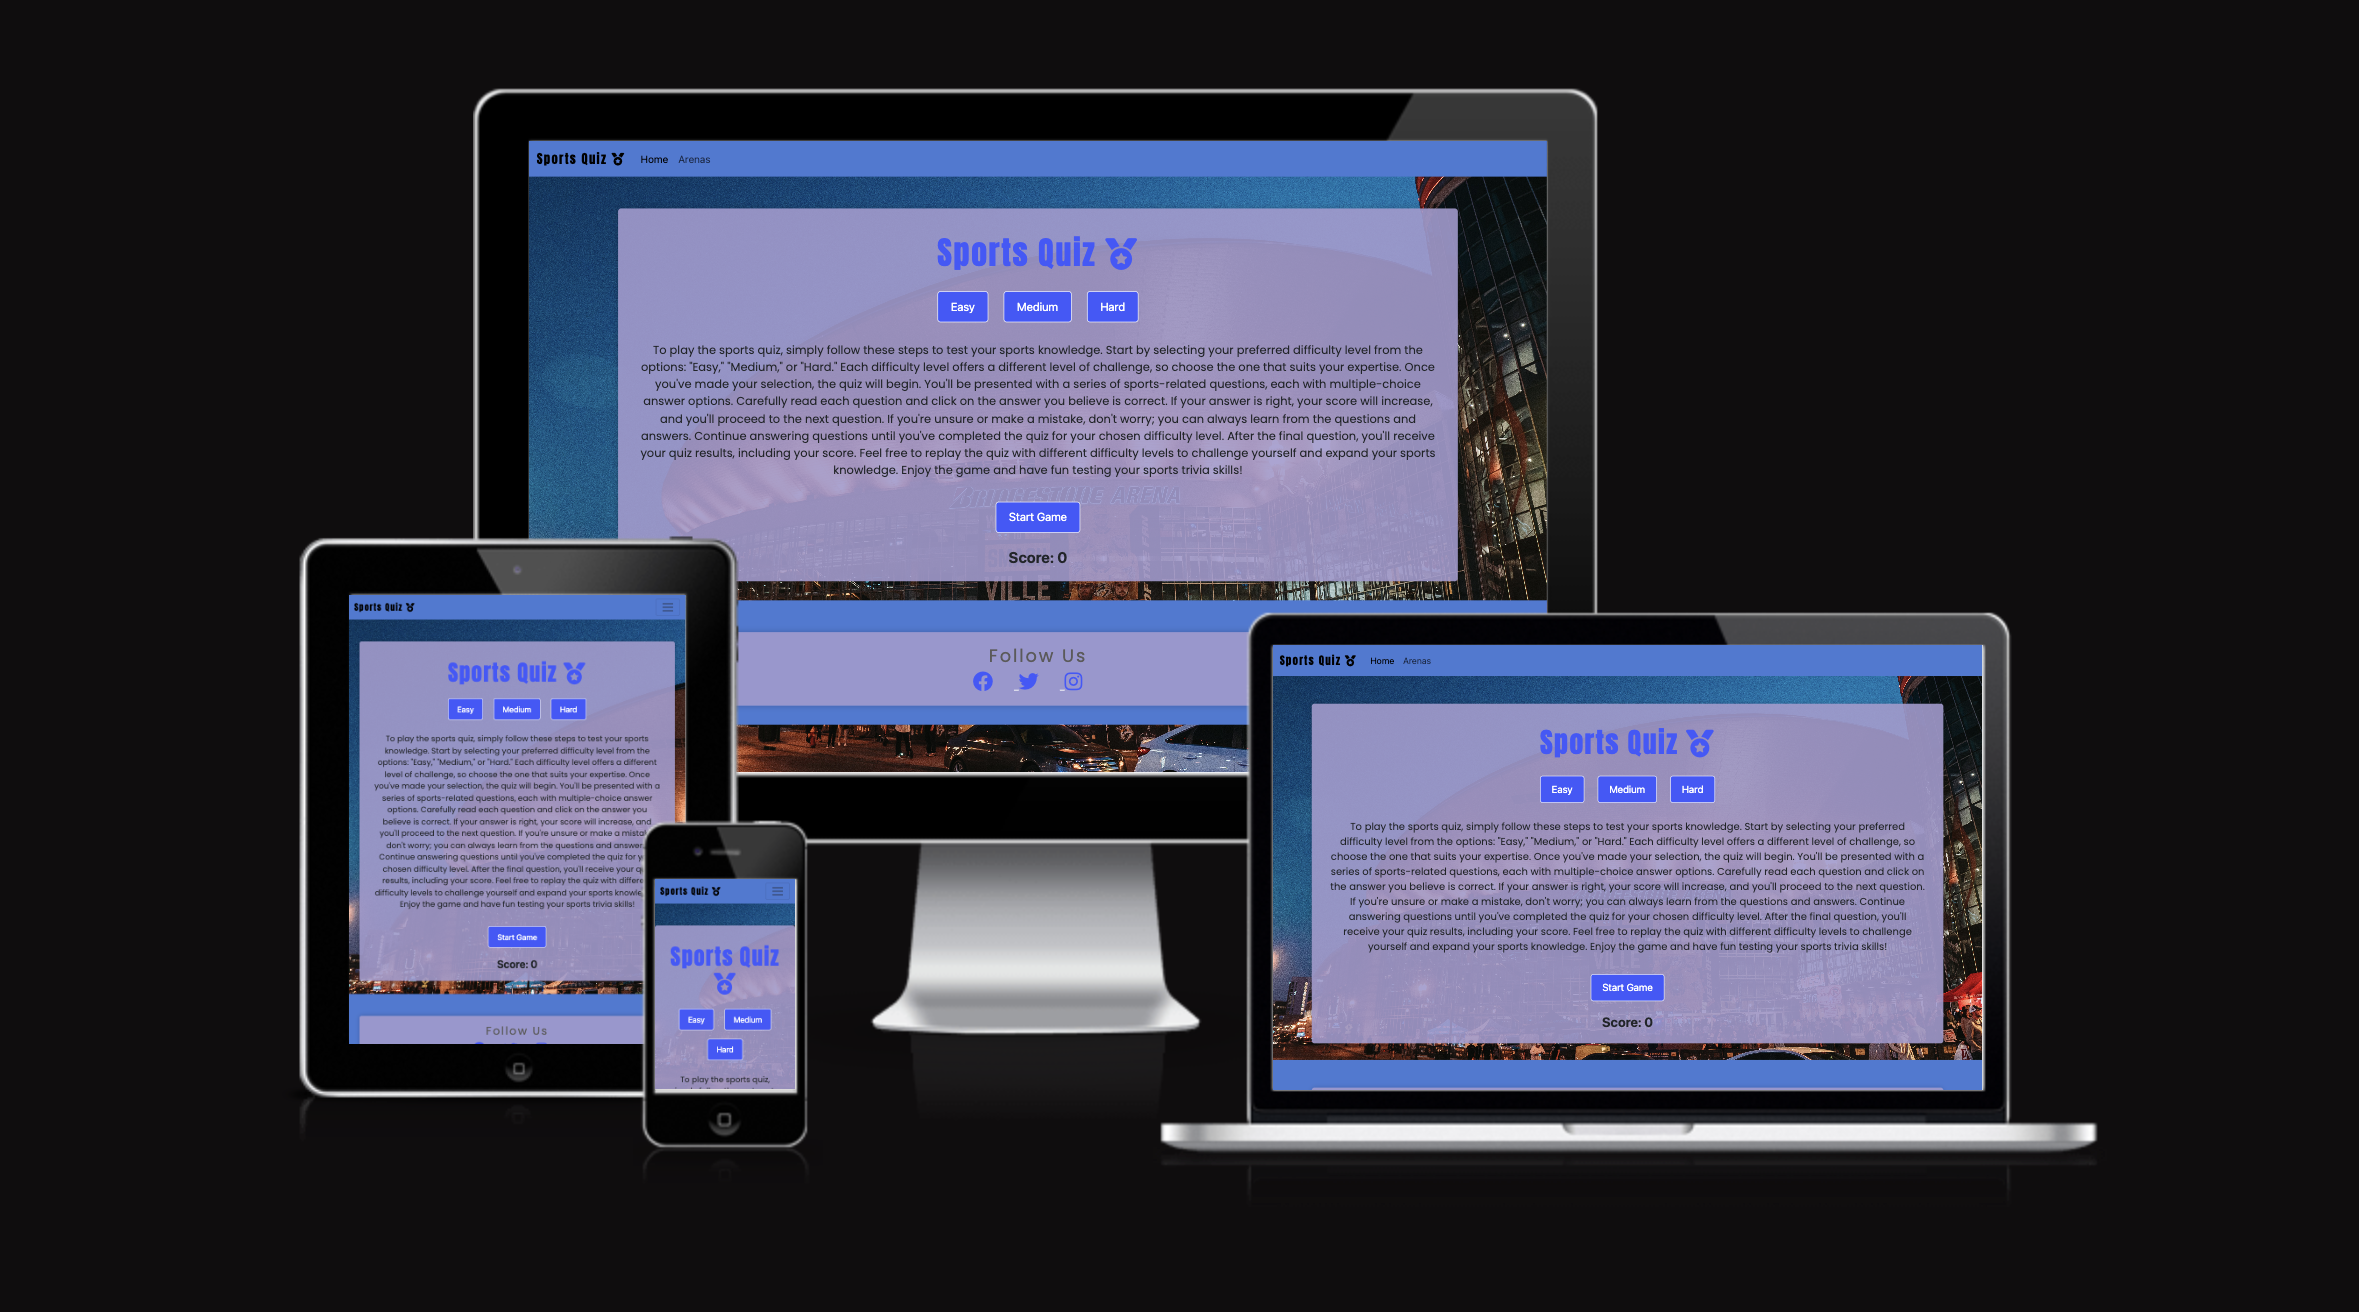 Sports Quiz Home Arenas
Sports Quiz
Easy Medium Hard
To play the sports quiz, simply follow these steps to test your sports knowledge. Start by selecting your preferred difficulty level from the
options: "Easy," "Medium," or "Hard." Each difficulty level offers a different level of challenge, so choose the one that suits your expertise. Once
you've made your selection, the quiz will begin. You'll be presented with a series of sports-related questions, each with multiple-choice
answer options. Carefully read each question and click on the answer you believe is correct. If your answer is right, your score will increase,
and you'll proceed to the next question. If you're unsure or make a mistake, don't worry; you can always learn from the questions and
answers. Continue answering questions until you've completed the quiz for your chosen difficulty level. After the final question, you'll receive
your quiz results, including your score. Feel free to replay the quiz with different difficulty levels to challenge yourself and expand your sports
knowledge. Enjoy the game and have fun testing your sports trivia skills!
BRIDGESTONE ARENA
Start Game
Score: 0
VILLE
Follow Us
Sports Quiz
Sports Quiz
Easy Medium Hard
To play the sports quiz, simply follow these steps to test your sports
knowledge. Start by selecting your preferred difficulty level from the
options: "Easy," "Medium," or "Hard." Each difficulty level offers a different
level of challenge, so choose the one that suits your expertise. Once
you've made your selection, the quiz will begin. You'll be presented with a
series of sports-related questions, each with multiple-choice answer
options. Carefully read each question and click on the answer you
believe is correct. If your answer is right, your score will increase, and
you'll proceed to the next question. If you're unsure or make a mista
don't worry; you can always learn from the questions and answer
Continue answering questions until you've completed the quiz for y
chosen difficulty level. After the final question, you'll receive your q
results, including your score. Feel free to replay the quiz with differe
difficulty levels to challenge yourself and expand your sports knowle
Enjoy the game and have fun testing your sports trivia skills!
Start Game
Score: 0
Follow Us
Sports Quiz
Sports Quiz
Easy Medium
Hard
To play the sports quiz,
Sports Quiz Home Arenas
Sports Quiz
Easy Medium Hard
To play the sports quiz, simply follow these steps to test your sports knowledge. Start by selecting your preferred
difficulty level from the options: "Easy," "Medium," or "Hard." Each difficulty level offers a different level of challenge, so
choose the one that suits your expertise. Once you've made your selection, the quiz will begin. You'll be presented with a
series of sports-related questions, each with multiple-choice answer options. Carefully read each question and click on
the answer you believe is correct. If your answer is right, your score will increase, and you'll proceed to the next question.
If you're unsure or make a mistake, don't worry; you can always learn from the questions and answers. Continue
answering questions until you've completed the quiz for your chosen difficulty level. After the final question, you'll
receive your quiz results, including your score. Feel free to replay the quiz with different difficulty levels to challenge
yourself and expand your sports knowledge. Enjoy the game and have fun testing your sports trivia skills!
Start Game
Score: 0